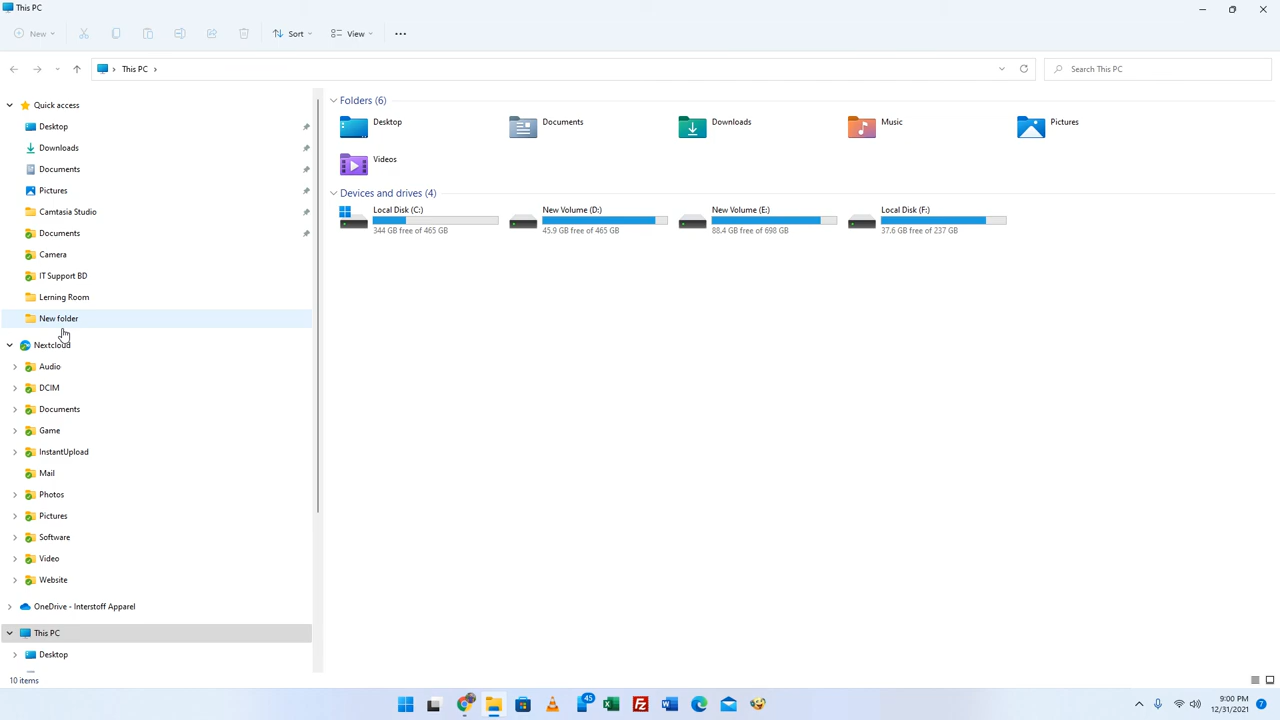 This PC
New
Sort
View
This PC
Search This PC
Quick access
Desktop
Downloads
Documents
Pictures
Camtasia Studio
Documents
Camera
IT Support BD
Lerning Room
New folder
Nextcloud
Audio
DCIM
Documents
Game
InstantUpload
Mail
Photos
Pictures
Software
Video
Website
OneDrive - Interstoff Apparel
This PC
Desktop
Folders (6)
Desktop
Documents
Downloads
Music
Pictures
Videos
Devices and drives (4)
Local Disk (C:)
344 GB free of 465 GB
New Volume (D:)
45.9 GB free of 465 GB
New Volume (E:)
88.4 GB free of 698 GB
Local Disk (F:)
37.6 GB free of 237 GB
10 items
45
9:00 PM
12/31/2021
7